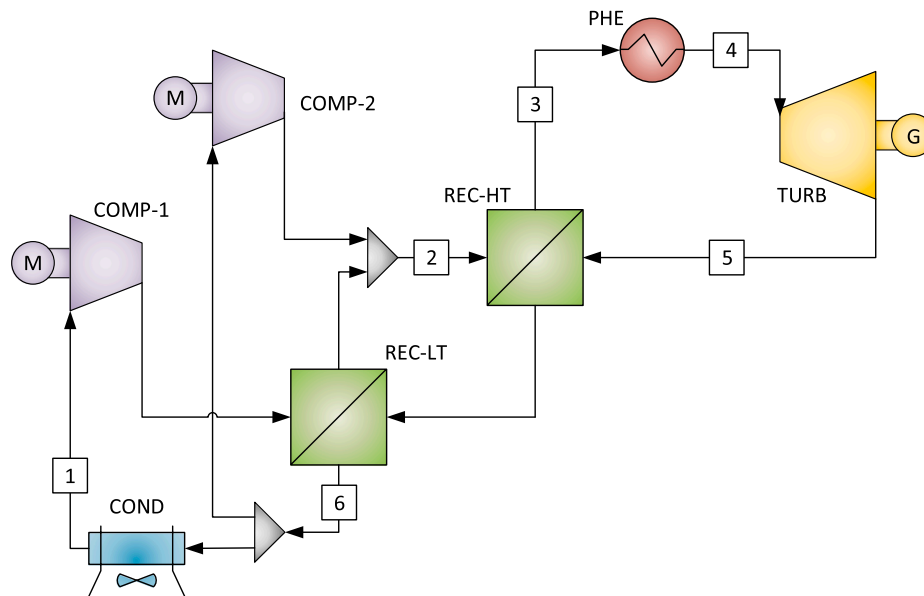 PHE
4
M
COMP-2
3
G
TURB
REC-HT
COMP-1
M
2
5
REC-LT
1
6
COND